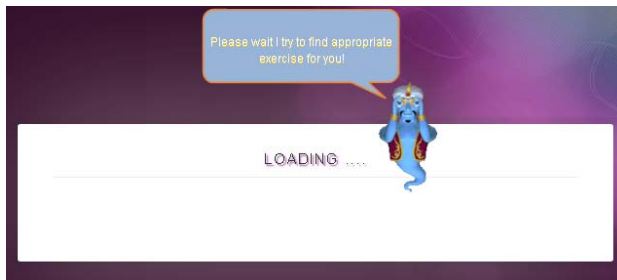 Please wait I try to find appropriate
exercise for you!
LOADING ....